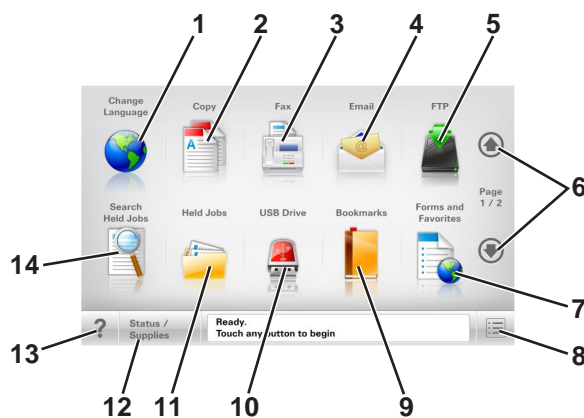 1 2 3 4 5
Change
Language
Copy
Fax
Email
FTP
A
@
6
Page
1 / 2
Search
Held Jobs
Held Jobs
USB Drive
Bookmarks
Forms and
Favorites
14
7
?
Status /
Supplies
Ready.
Touch any button to begin
13 12 11 10 9 8